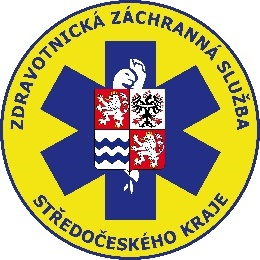 ZDRAVOTNICKÁ ZÁCHRANNÁ SLUŽBA
STŘEDOČESKÉHO KRAJE